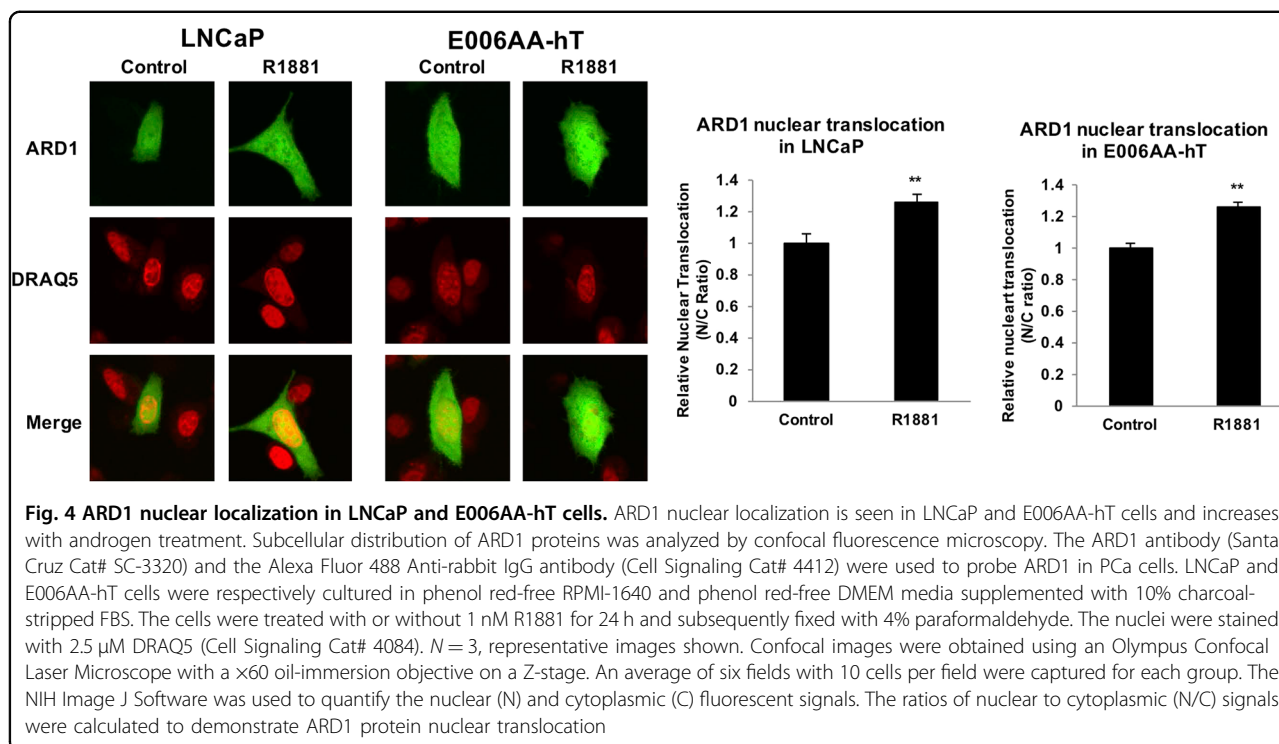 LNCaP
E006AA-hT
Control
R1881
Control
R1881
ARD1
DRAQ5
Merge
ARD1 nuclear translocation
in LNCaP
Relative Nuclear Translocation
(N/C Ratio)
1.4
1.2
1
0.8
0.6
0.4
0.2
0
**
Control
R1881
ARD1 nuclear translocation
in E006AA-hT
Relative nucleart translocation
(N/C ratio)
1.4
1.2
1
0.8
0.6
0.4
0.2
0
**
Control
R1881
Fig. 4 ARD1 nuclear localization in LNCaP and E006AA-hT cells. ARD1 nuclear localization is seen in LNCaP and E006AA-hT cells and increases
with androgen treatment. Subcellular distribution of ARD1 proteins was analyzed by confocal fluorescence microscopy. The ARD1 antibody (Santa
Cruz Cat# SC-3320) and the Alexa Fluor 488 Anti-rabbit IgG antibody (Cell Signaling Cat# 4412) were used to probe ARD1 in PCa cells. LNCaP and
E006AA-hT cells were respectively cultured in phenol red-free RPMI-1640 and phenol red-free DMEM media supplemented with 10% charcoal-
stripped FBS. The cells were treated with or without 1 nM R1881 for 24 h and subsequently fixed with 4% paraformaldehyde. The nuclei were stained
with 2.5 µM DRAQ5 (Cell Signaling Cat# 4084). N = 3, representative images shown. Confocal images were obtained using an Olympus Confocal
Laser Microscope with a ×60 oil-immersion objective on a Z-stage. An average of six fields with 10 cells per field were captured for each group. The
NIH Image J Software was used to quantify the nuclear (N) and cytoplasmic (C) fluorescent signals. The ratios of nuclear to cytoplasmic (N/C) signals
were calculated to demonstrate ARD1 protein nuclear translocation